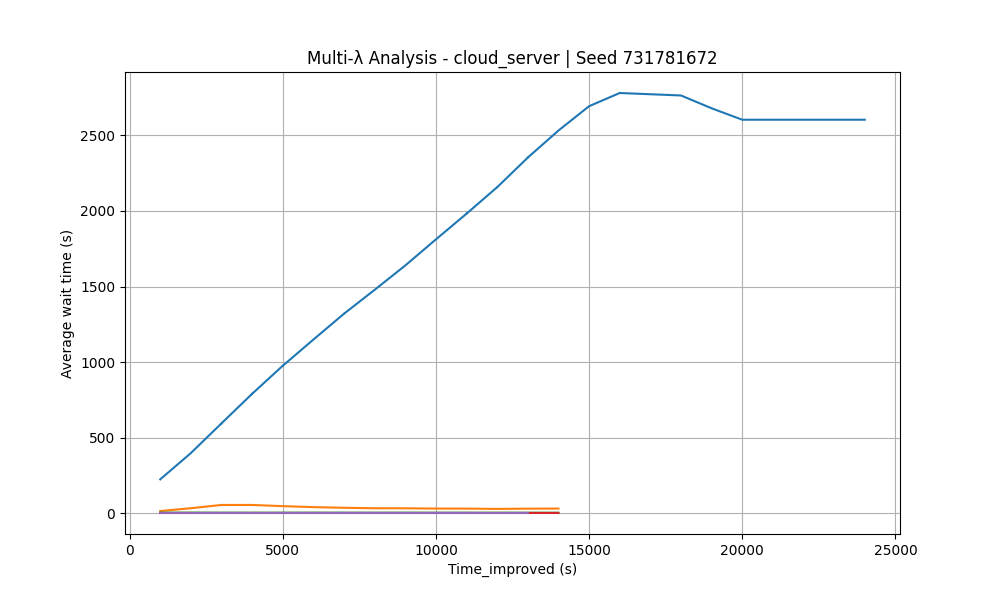 Multi-λ Analysis - cloud_server | Seed 731781672
Average wait time (s)
2500
2000
1500
1000
500
0
0 5000 10000 15000 20000 25000
Time_improved (s)